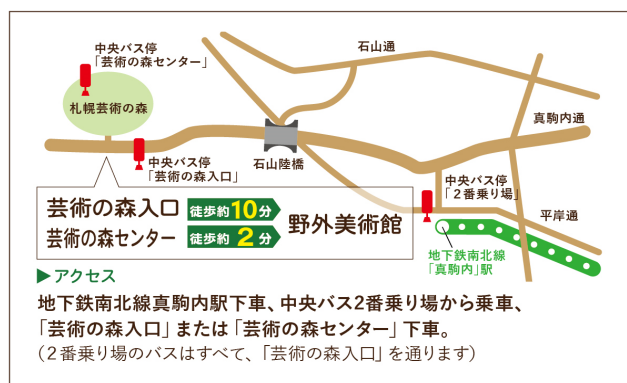 中央バス停
「芸術の森センター」
札幌芸術の森
石山通
真駒内通
石山陸橋
中央バス停
「芸術の森入口」
中央バス停
「2番乗り場」
平岸通
地下鉄南北線
「真駒内」駅
芸術の森入口 徒歩約10分
芸術の森センター 徒歩約2分
野外美術館
▶アクセス
地下鉄南北線真駒内駅下車、中央バス2番乗り場から乗車、
「芸術の森入口」または「芸術の森センター」下車。
（2番乗り場のバスはすべて、「芸術の森入口」を通ります）